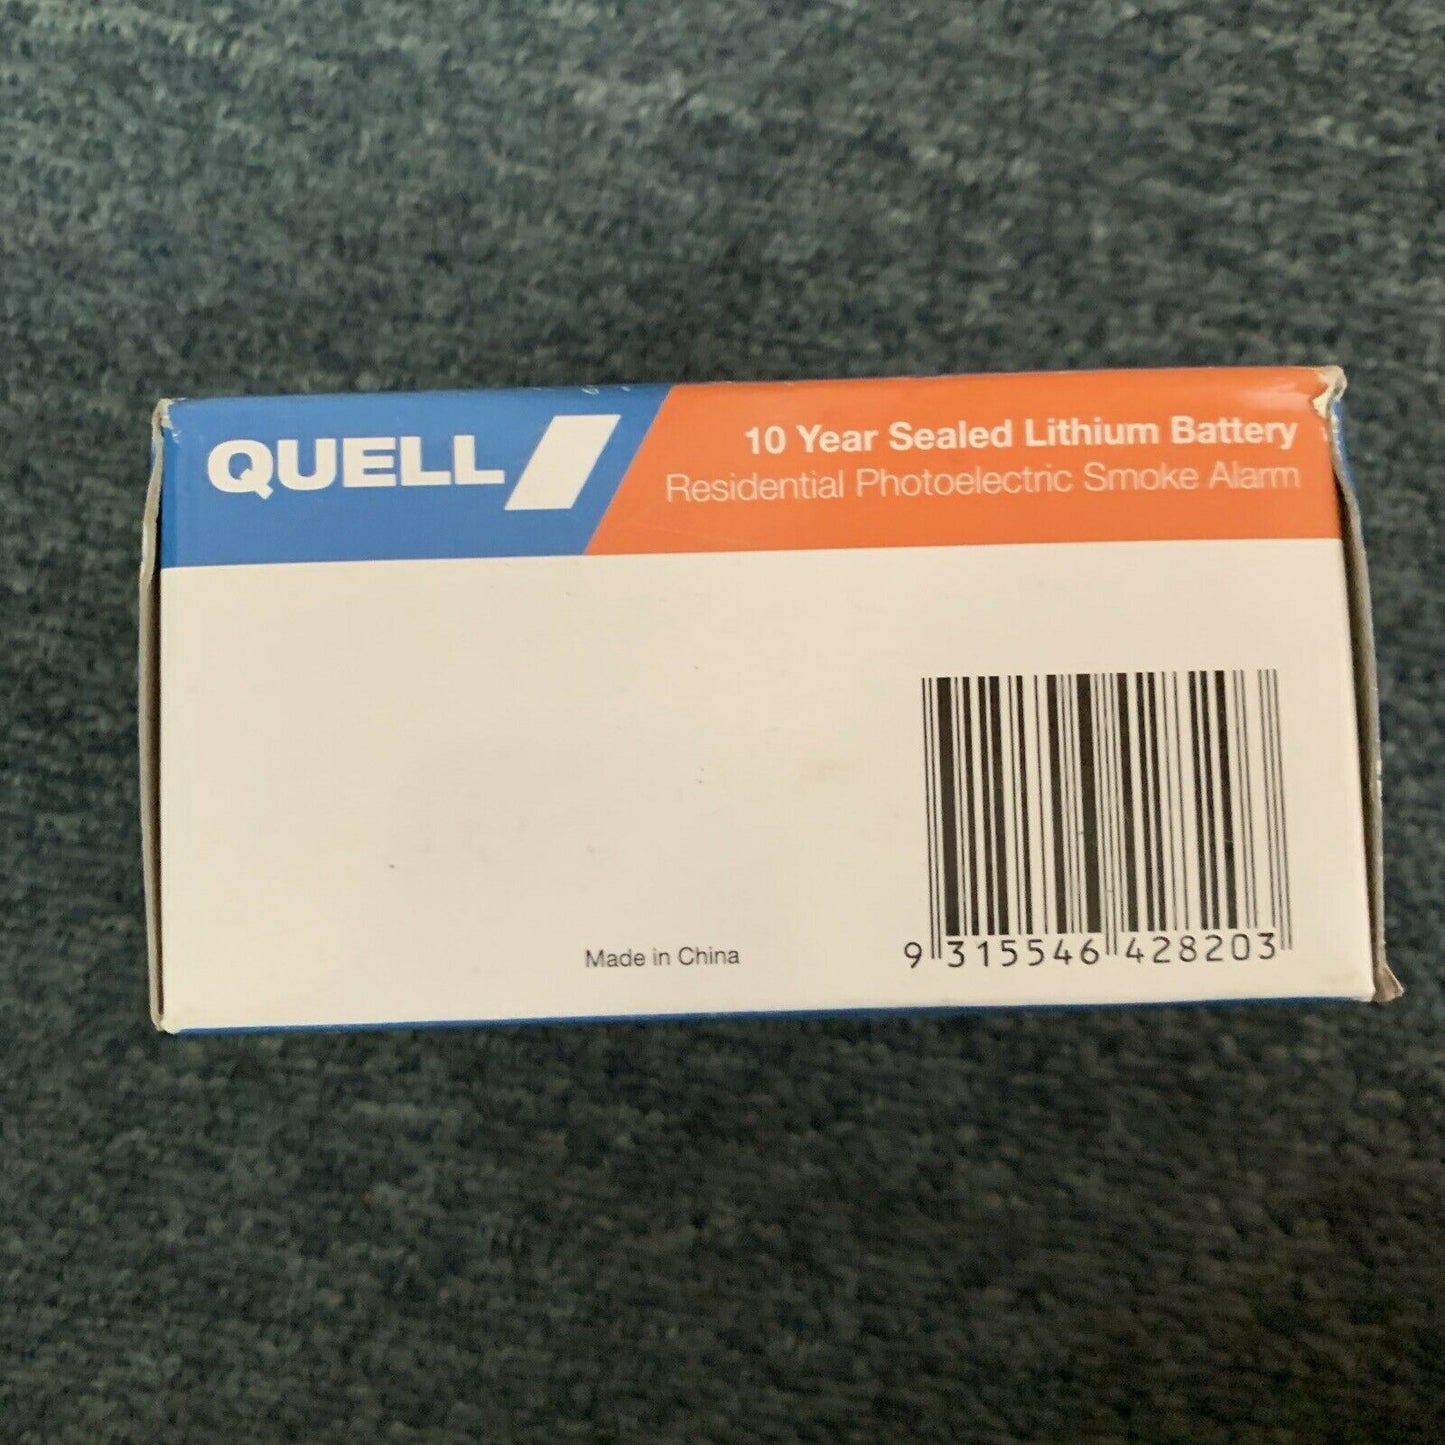 QUELL
10 Year Sealed Lithium Battery
Residential Photoelectric Smoke Alarm
Made in China
9 315546 428203